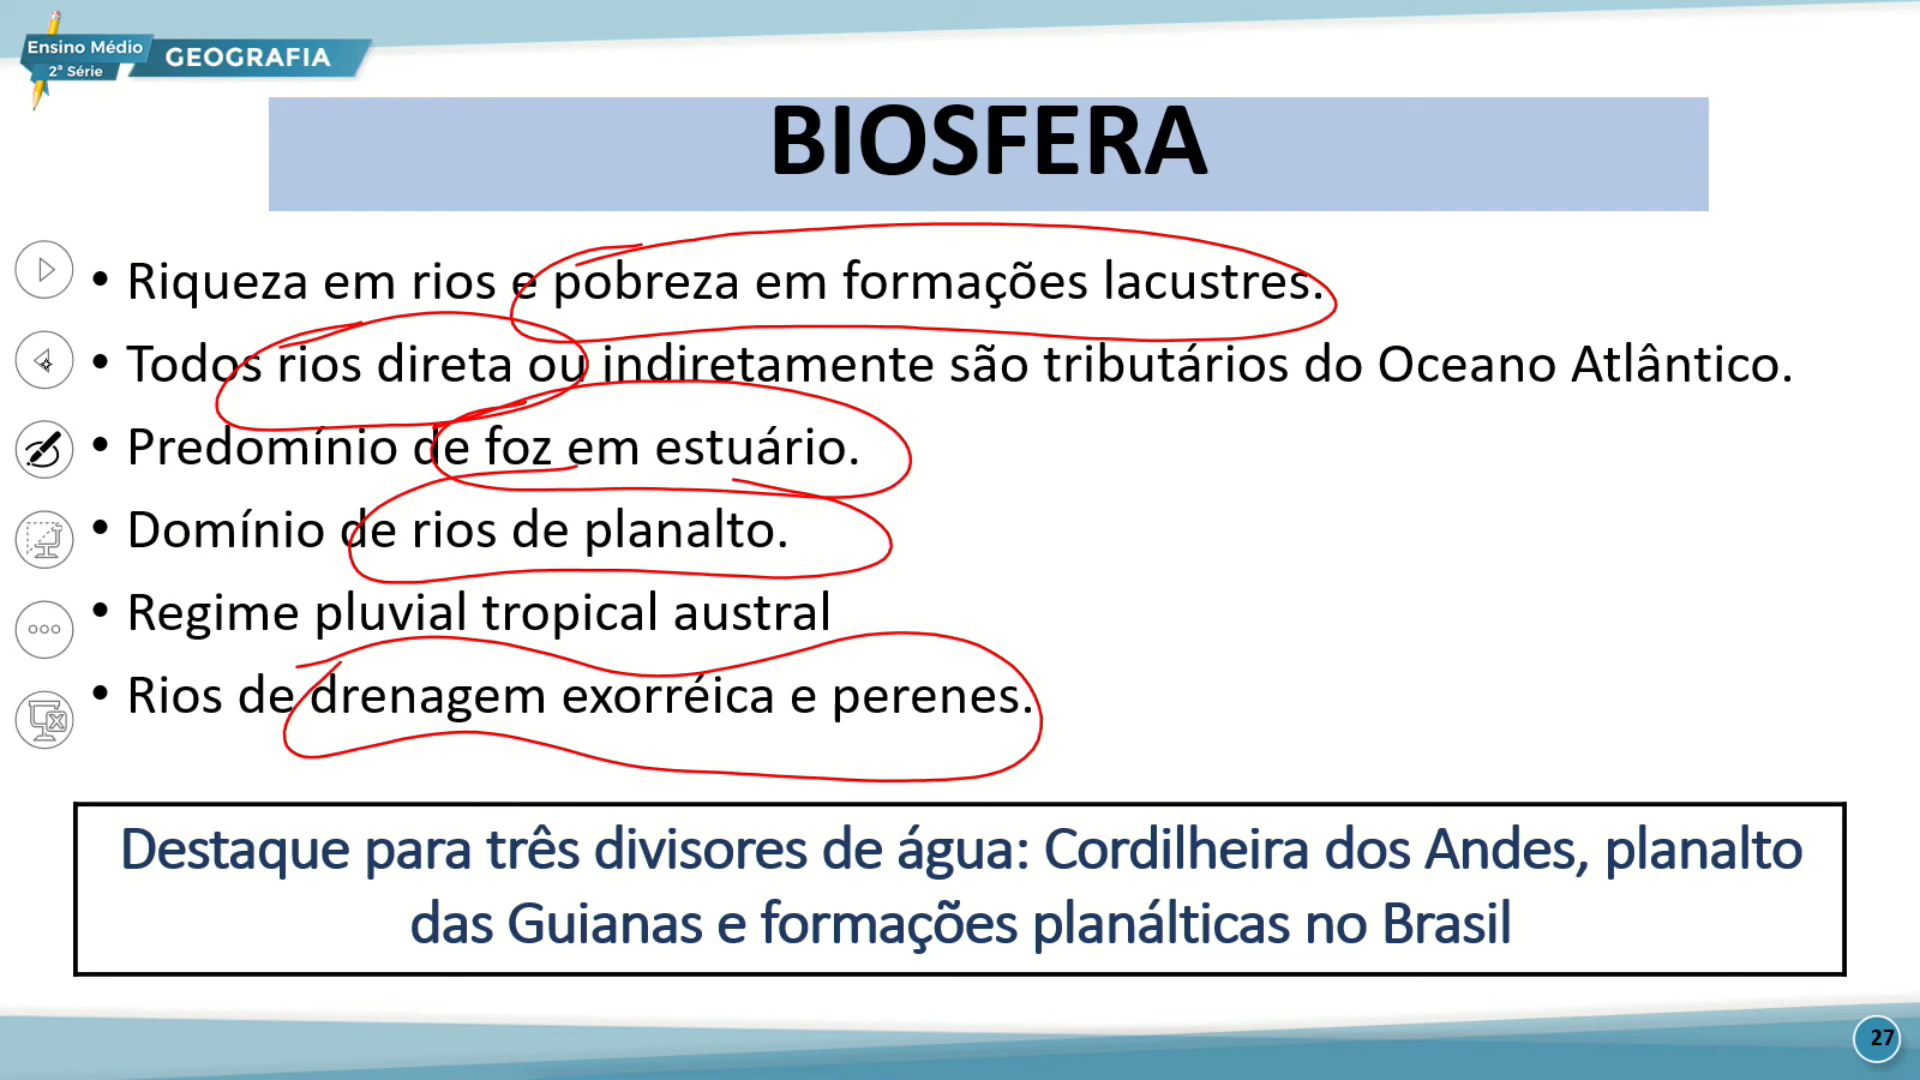 Ensino Médio
2ª Série
GEOGRAFIA
BIOSFERA
• Riqueza em rios e pobreza em formações lacustres.
• Todos rios direta ou indiretamente são tributários do Oceano Atlântico.
• Predomínio de foz em estuário.
• Domínio de rios de planalto.
• Regime pluvial tropical austral
• Rios de drenagem exorréica e perenes.
Destaque para três divisores de água: Cordilheira dos Andes, planalto
das Guianas e formações planálticas no Brasil
27